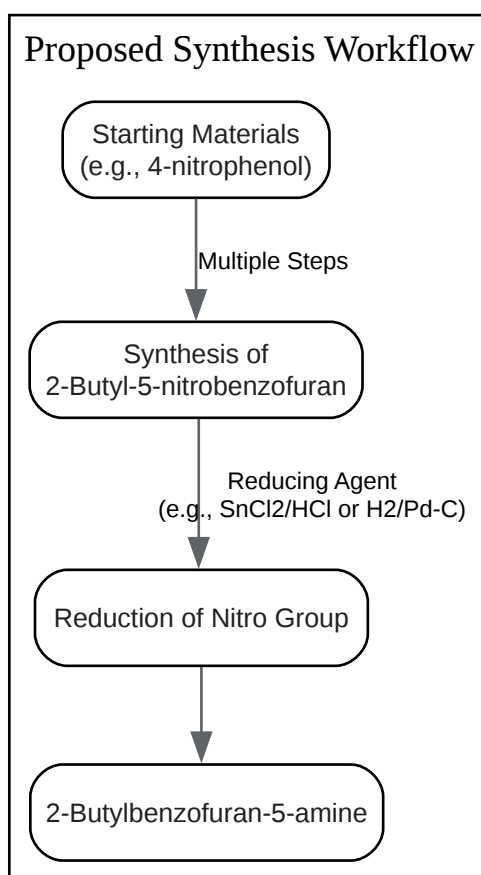 Proposed Synthesis Workflow
Starting Materials
(e.g., 4-nitrophenol)
Multiple Steps
Synthesis of
2-Butyl-5-nitrobenzofuran
Reducing Agent
(e.g., SnCl2/HCl or H2/Pd-C)
Reduction of Nitro Group
2-Butylbenzofuran-5-amine